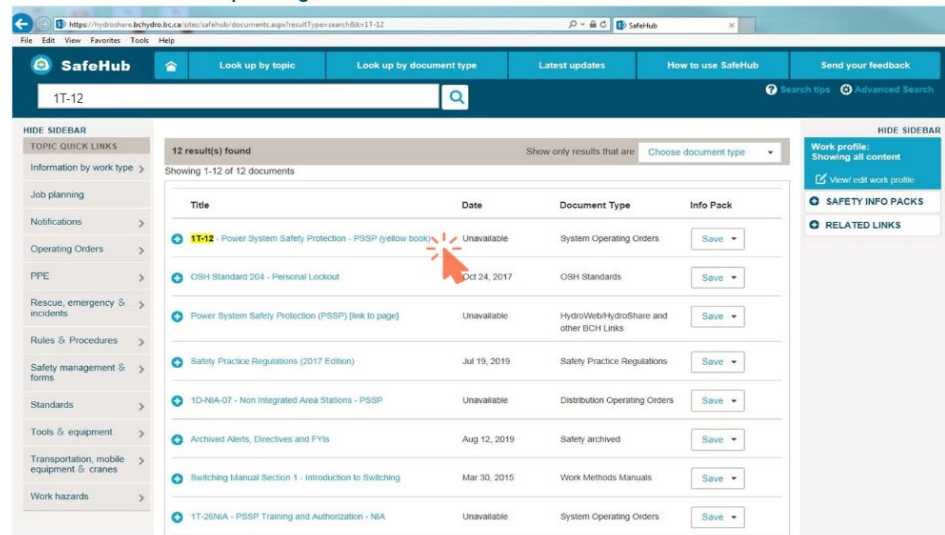 https://hydroshare.bchydro.bc.ca/sites/safehub/documents.aspx?resultType=search&k=1T-12
SafeHub
File Edit View Favorites Tools Help
SafeHub
Look up by topic
Look up by document type
Latest updates
How to use SafeHub
Send your feedback
1T-12
Search tips
Advanced Search
HIDE SIDEBAR
HIDE SIDEBAR
TOPIC QUICK LINKS
Information by work type
Job planning
Notifications
Operating Orders
PPE
Rescue, emergency &
incidents
Rules & Procedures
Safety management &
forms
Standards
Tools & equipment
Transportation, mobile
equipment & cranes
Work hazards
12 result(s) found
Show only results that are
Choose document type
Showing 1-12 of 12 documents
Title Date Document Type Info Pack
1T-12 - Power System Safety Protection - PSSP (yellow book) Unavailable System Operating Orders Save
OSH Standard 204 - Personal Lockout Oct 24, 2017 OSH Standards Save
Power System Safety Protection (PSSP) [link to page] Unavailable HydroWeb/HydroShare and
other BCH Links Save
Safety Practice Regulations (2017 Edition) Jul 19, 2019 Safety Practice Regulations Save
1D-NIA-07 - Non Integrated Area Stations - PSSP Unavailable Distribution Operating Orders Save
Archived Alerts, Directives and FYIs Aug 12, 2019 Safety archived Save
Switching Manual Section 1 - Introduction to Switching Mar 30, 2015 Work Methods Manuals Save
1T-26NIA - PSSP Training and Authorization - NIA Unavailable System Operating Orders Save
Work profile:
Showing all content
View/ edit work profile
SAFETY INFO PACKS
RELATED LINKS